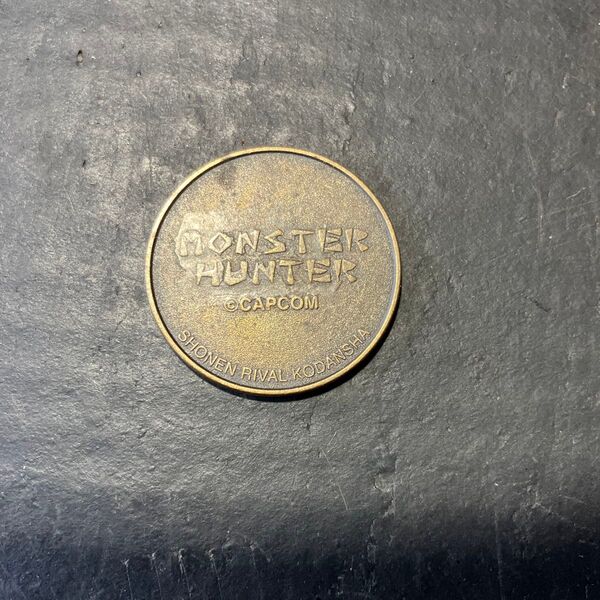 MONSTER
HUNTER
©CAPCOM
SHONEN RIVAL·KODANSHA